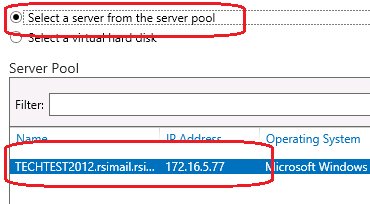 Select a server from the server pool
Select a virtual hard disk
Server Pool
Filter:
Name IP Address Operating System
TECHTEST2012.rsimail.rsi... 172.16.5.77 Microsoft Windows